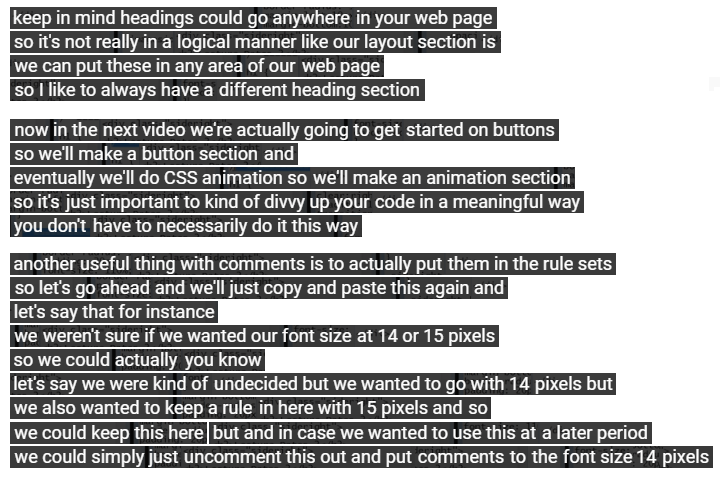 keep in mind headings could go anywhere in your web page
so it's not really in a logical manner like our layout section is
we can put these in any area of our web page
so I like to always have a different heading section
now in the next video we're actually going to get started on buttons
so we'll make a button section and
eventually we'll do CSS animation so we'll make an animation section
so it's just important to kind of divvy up your code in a meaningful way
you don't have to necessarily do it this way
another useful thing with comments is to actually put them in the rule sets
so let's go ahead and we'll just copy and paste this again and
let's say that for instance
we weren't sure if we wanted our font size at 14 or 15 pixels
so we could actually you know
let's say we were kind of undecided but we wanted to go with 14 pixels but
we also wanted to keep a rule in here with 15 pixels and so
we could keep this here but and in case we wanted to use this at a later period
we could simply just uncomment this out and put comments to the font size 14 pixels